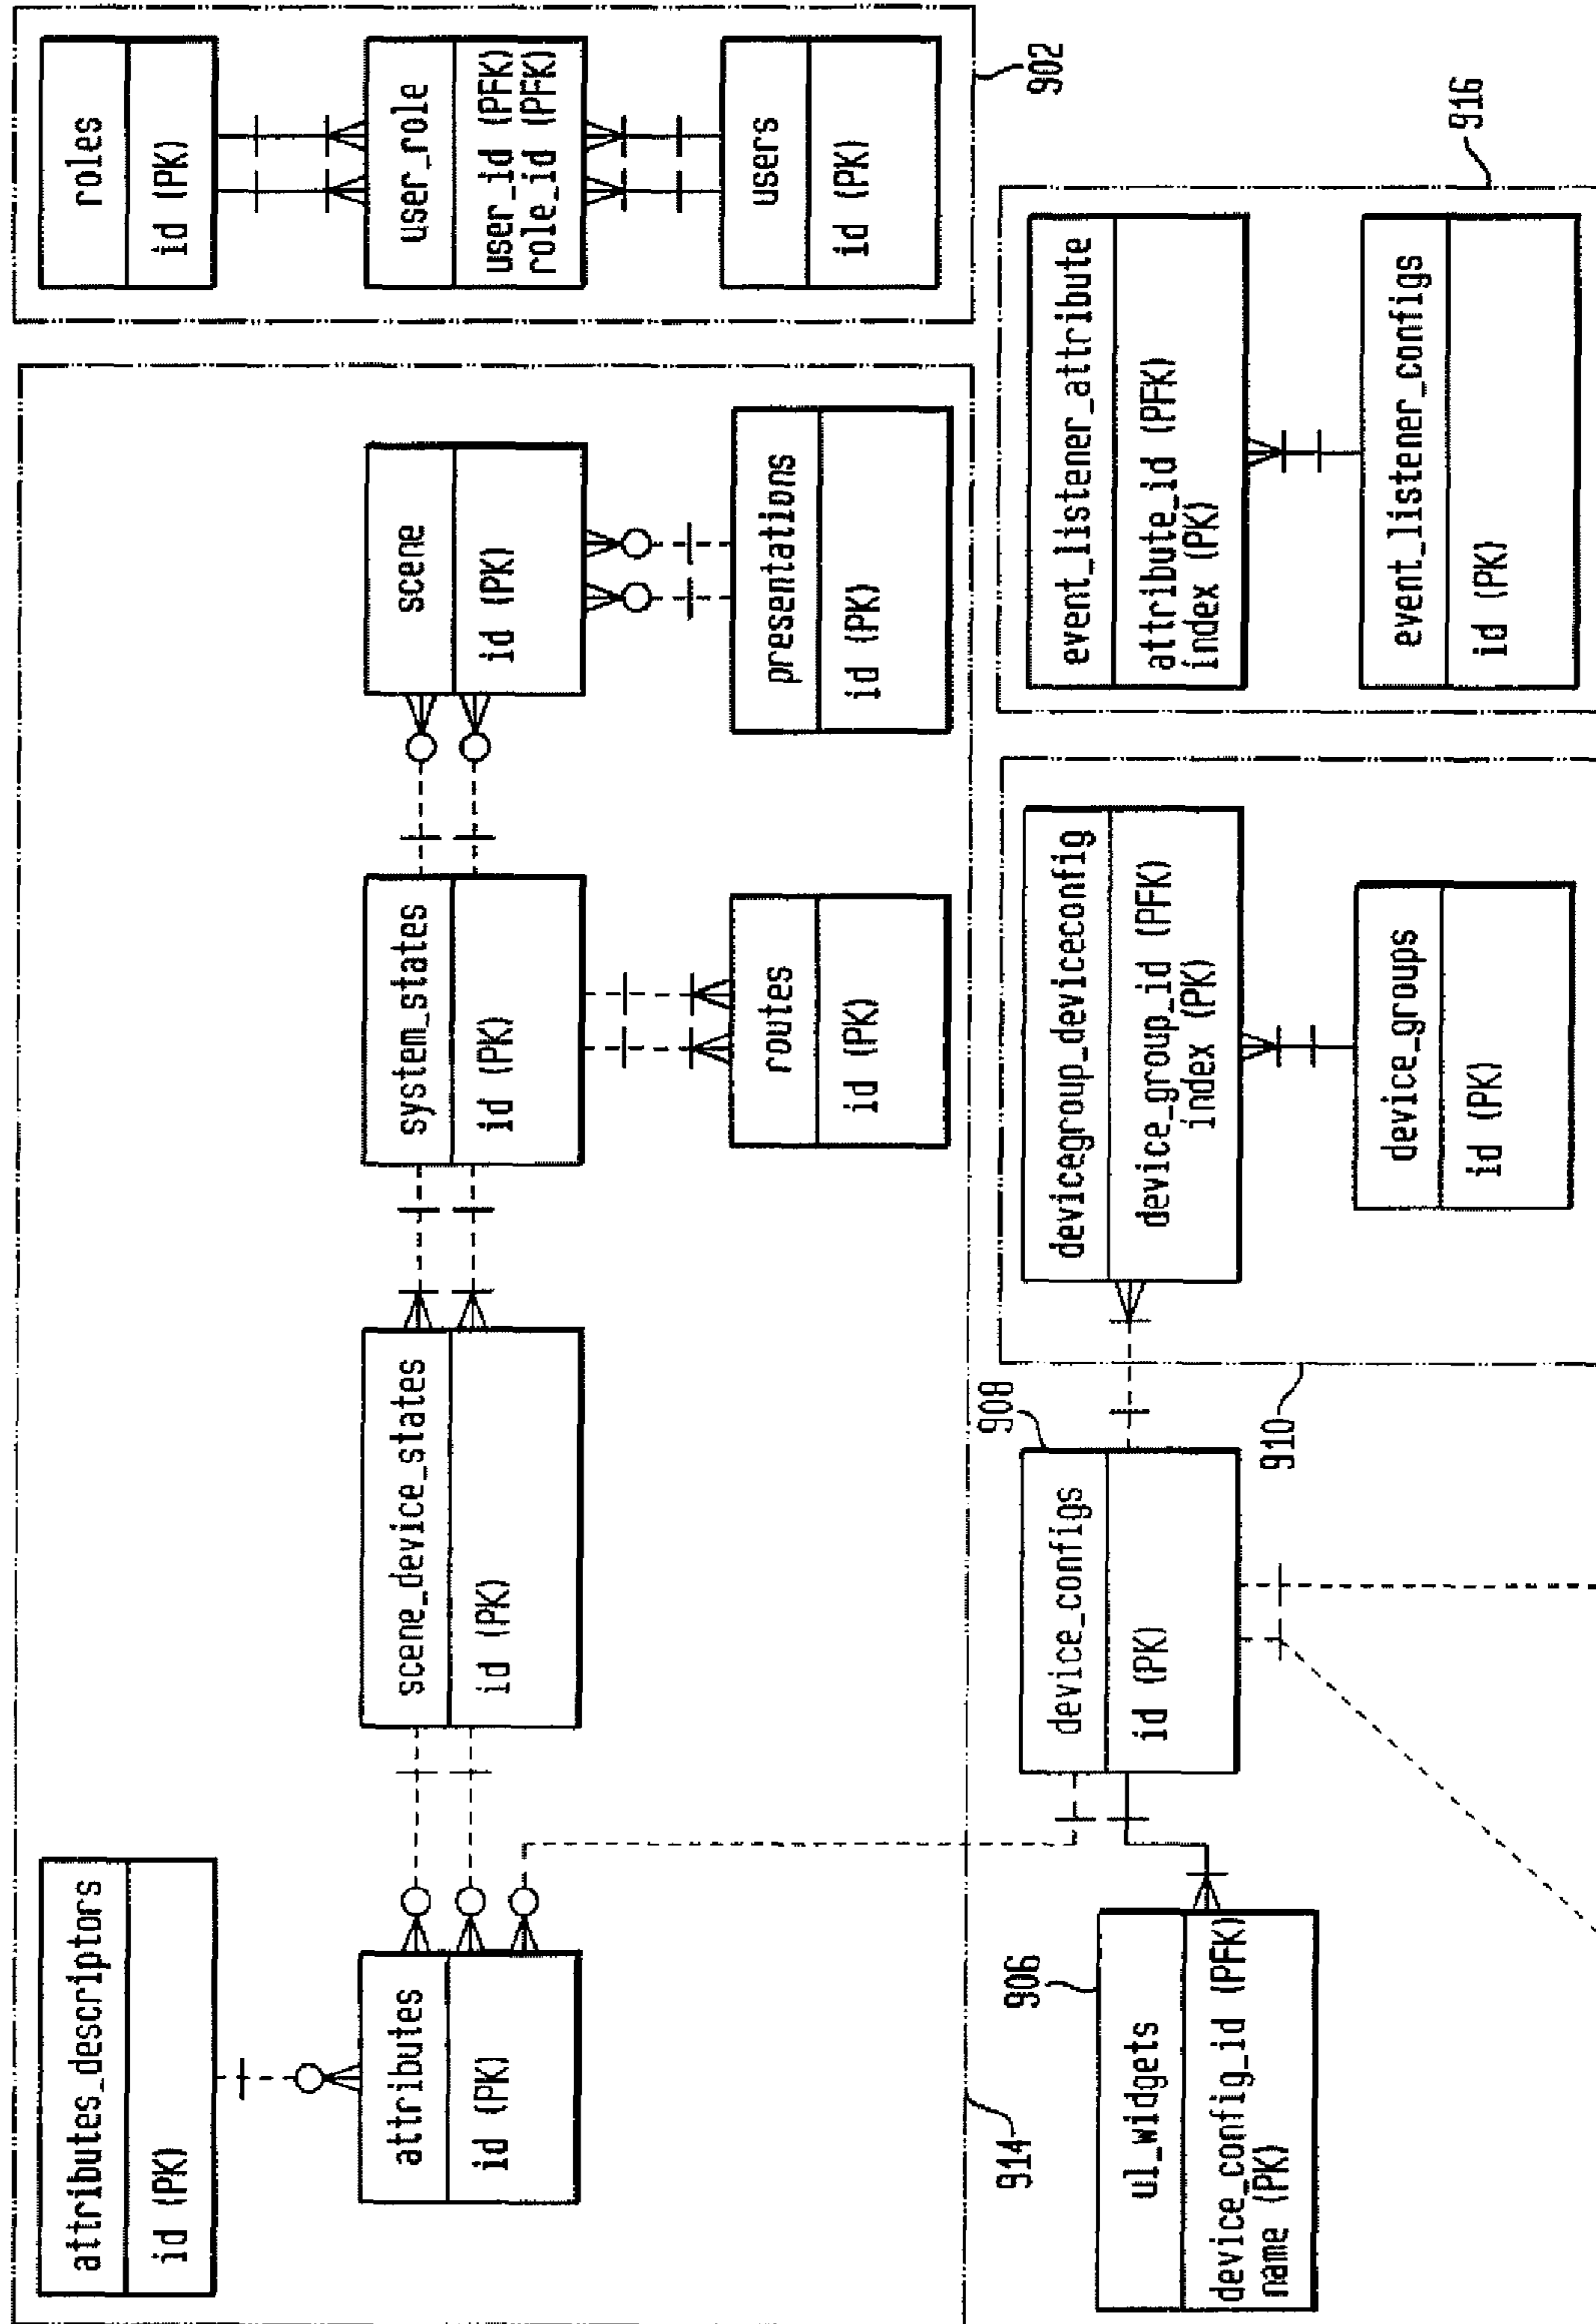 attributes_descriptors
id (PK)
attributes
id (PK)
scene_device_states
id (PK)
system_states
id (PK)
scene
id (PK)
routes
id (PK)
presentations
id (PK)
roles
id (PK)
user_role
user_id (PFK)
role_id (PFK)
users
id (PK)
902
914
906
ul_widgets
device_config_id (PFK)
name (PK)
908
device_configs
id (PK)
910
devicegroup_deviceconfig
device_group_id (PFK)
index (PK)
device_groups
id (PK)
916
event_listener_attribute
attribute_id (PFK)
index (PK)
event_listener_configs
id (PK)